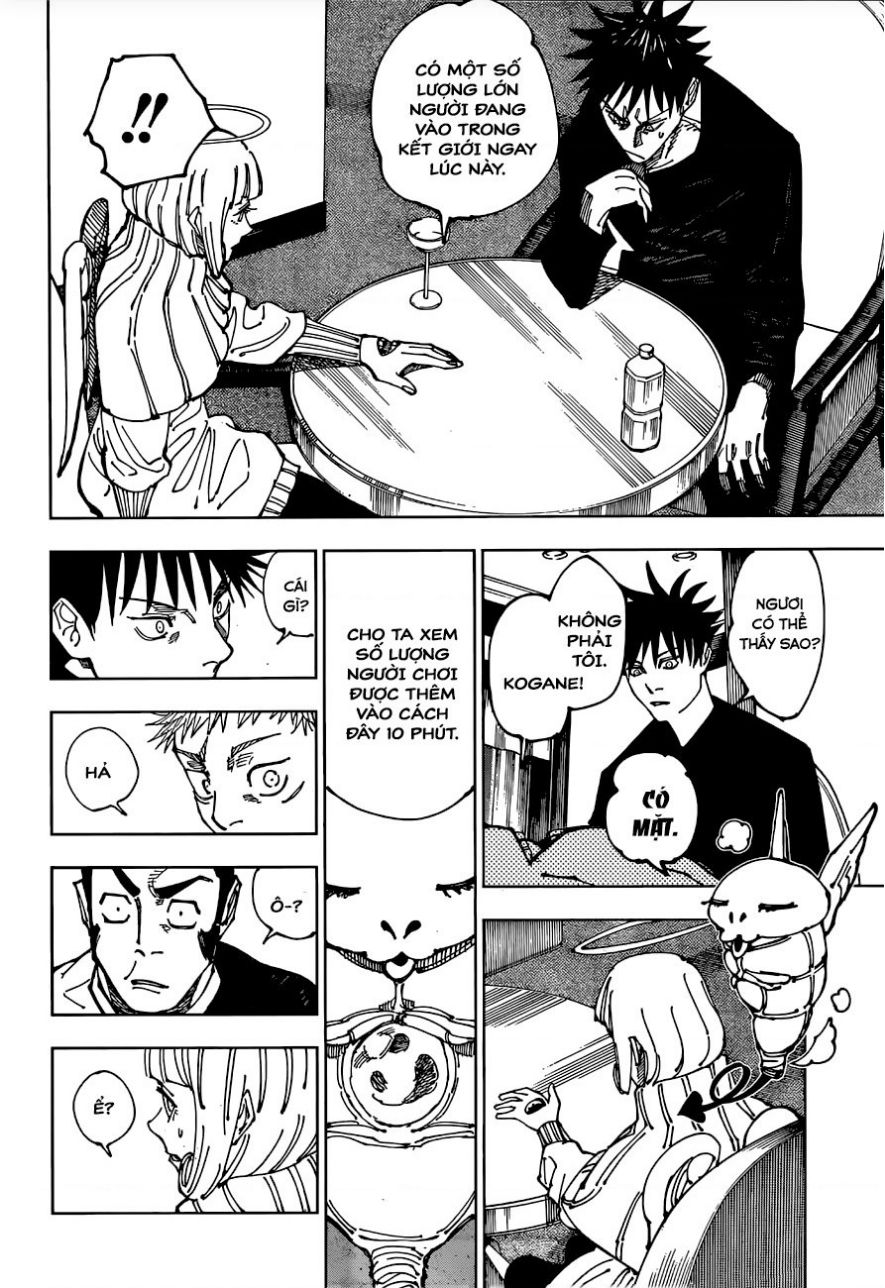 CÓ MỘT SỐ
LƯỢNG LỚN
NGƯỜI ĐANG
VÀO TRONG
KẾT GIỚI NGAY
LÚC NÀY.
!!
NGƯƠI
CÓ THỂ
THẤY SAO?
KHÔNG
PHẢI
TÔI.
KOGANE!
CÓ
MẶT.
CHO TA XEM
SỐ LƯỢNG
NGƯỜI CHƠI
ĐƯỢC THÊM
VÀO CÁCH
ĐÂY 10 PHÚT.
CÁI
GÌ?
HẢ
Ô-?
Ể?